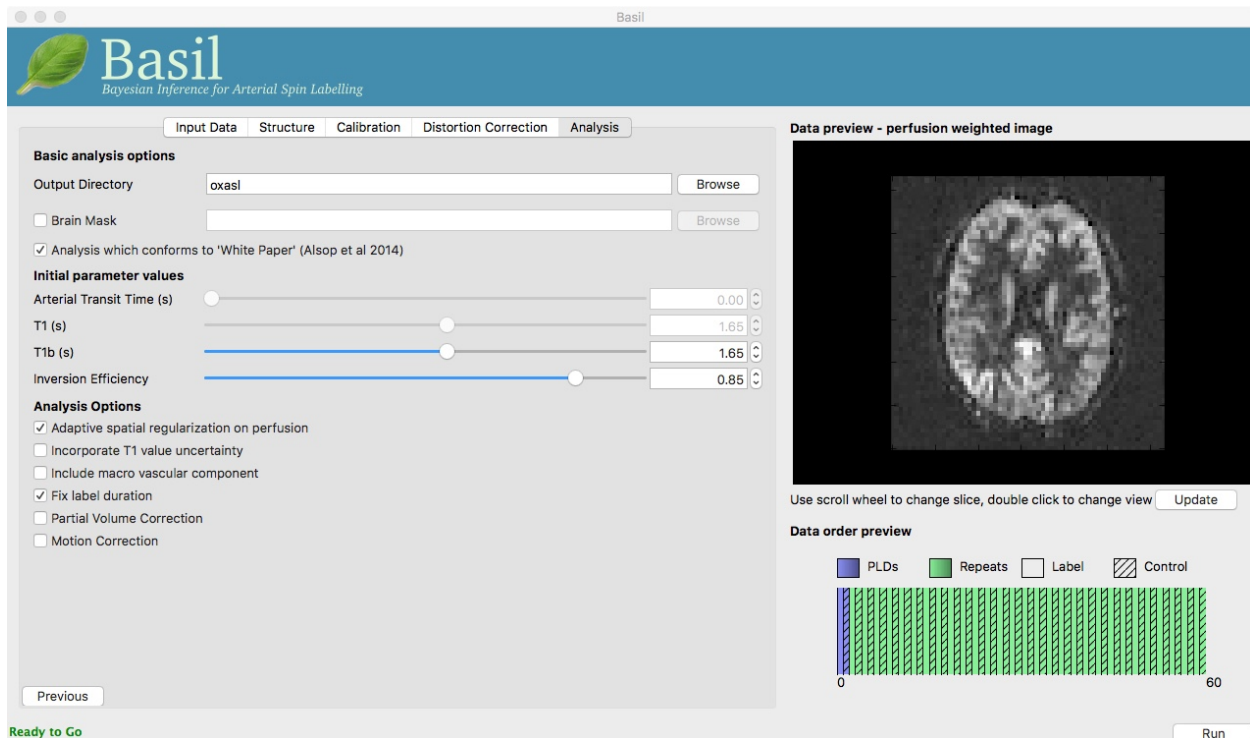 Basil
Basil
Bayesian Inference for Arterial Spin Labelling
Input Data Structure Calibration Distortion Correction Analysis
Basic analysis options
Output Directory oxasl Browse
Brain Mask Browse
Analysis which conforms to 'White Paper' (Alsop et al 2014)
Initial parameter values
Arterial Transit Time (s) 0.00
T1 (s) 1.65
T1b (s) 1.65
Inversion Efficiency 0.85
Analysis Options
Adaptive spatial regularization on perfusion
Incorporate T1 value uncertainty
Include macro vascular component
Fix label duration
Partial Volume Correction
Motion Correction
Previous
Ready to Go
Data preview - perfusion weighted image
Use scroll wheel to change slice, double click to change view Update
Data order preview
PLDs Repeats Label Control
0 60
Run